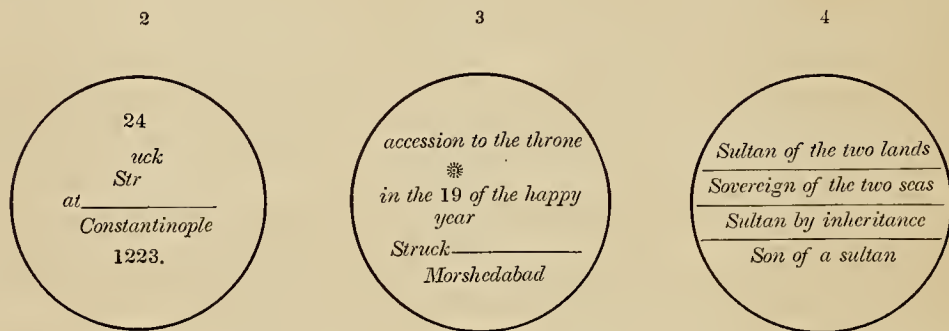 2
3
4
24
uck
Str
at
Constantinople
1223.
accession to the throne
in the 19 of the happy
year
Struck
Morshedabad
Sultan of the two lands
Sovereign of the two seas
Sultan by inheritance
Son of a sultan